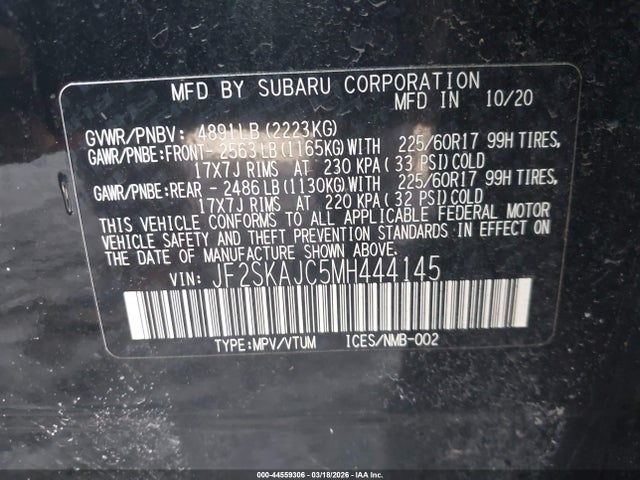 MFD BY SUBARU CORPORATION
MFD IN 10/20
GVWR/PNBV: 4891LB(2223KG)
GAWR/PNBE:FRONT- 2563LB(1165KG)WITH 225/60R17 99H TIRES,
17X7J RIMS AT 230 KPA(33 PSI)COLD
GAWR/PNBE:REAR - 2486LB(1130KG)WITH 225/60R17 99H TIRES,
17X7J RIMS AT 220 KPA(32 PSI)COLD
THIS VEHICLE CONFORMS TO ALL APPLICABLE FEDERAL MOTOR
VEHICLE SAFETY AND THEFT PREVENTION STANDARDS IN EFFECT ON
THE DATE OF MANUFACTURE SHOWN ABOVE.
VIN: JF2SKAJC5MH444145
TYPE:MPV/VTUM ICES/NMB-002
000-44559306 - 03/18/2026 - IAA Inc.